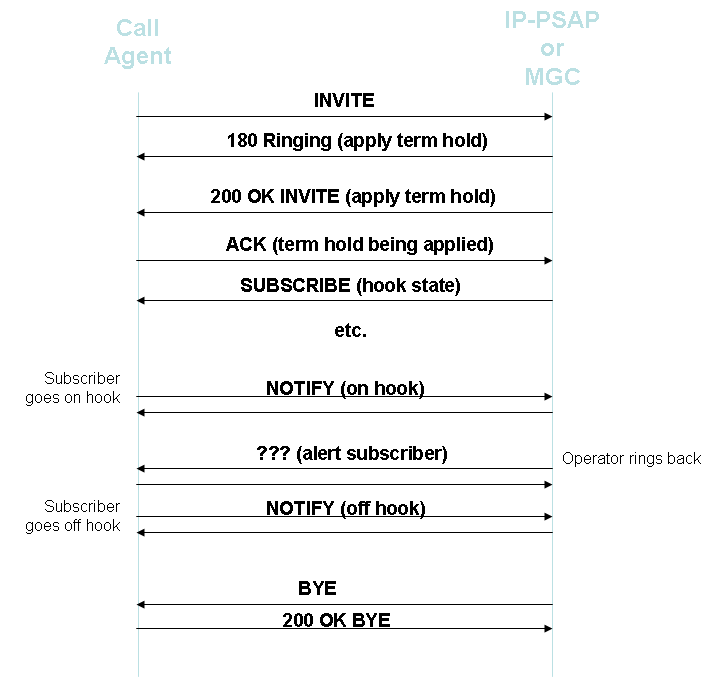 Call
Agent
IP-PSAP
or
MGC
INVITE
180 Ringing (apply term hold)
200 OK INVITE (apply term hold)
ACK (term hold being applied)
SUBSCRIBE (hook state)
etc.
Subscriber
goes on hook
NOTIFY (on hook)
??? (alert subscriber)
Operator rings back
Subscriber
goes off hook
NOTIFY (off hook)
BYE
200 OK BYE